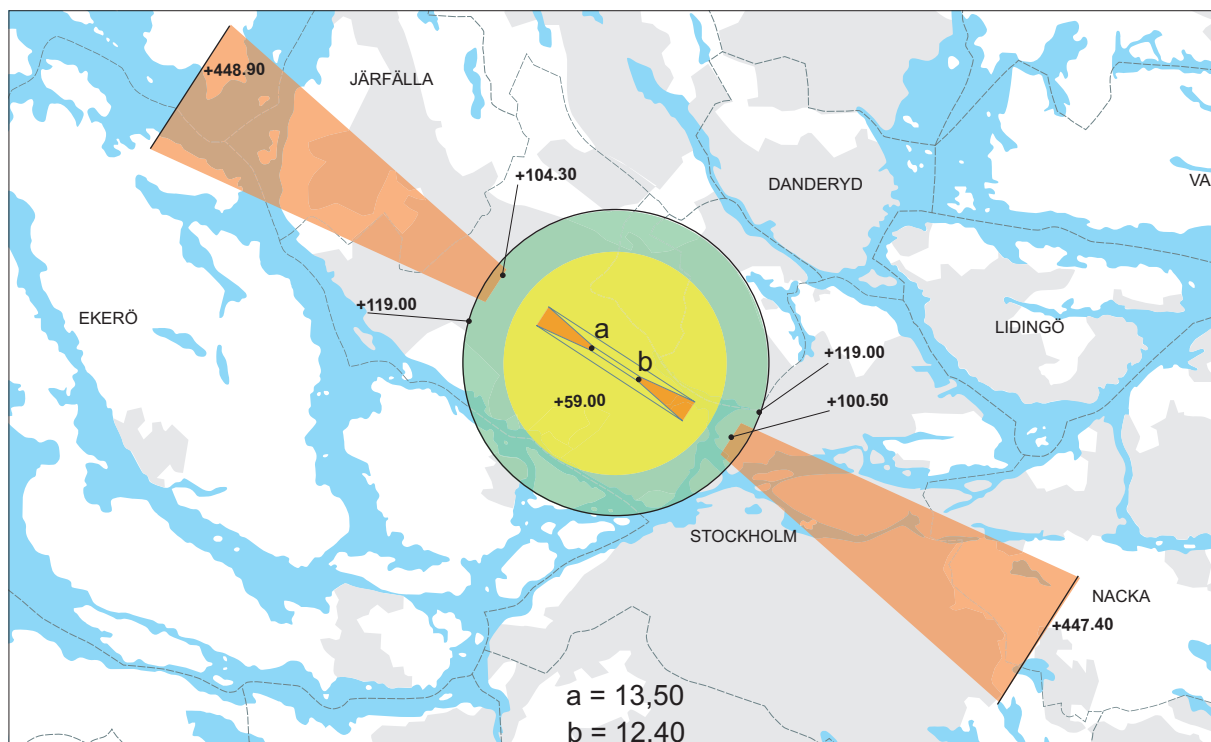 +448.90
JÄRFÄLLA
+104.30
DANDERYD
VA
+119.00
EKERÖ
LIDINGÖ
a
b
+119.00
+59.00
+100.50
STOCKHOLM
NACKA
+447.40
a = 13,50
b = 12,40